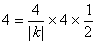 4 = 4/|k| × 4 × 1/2